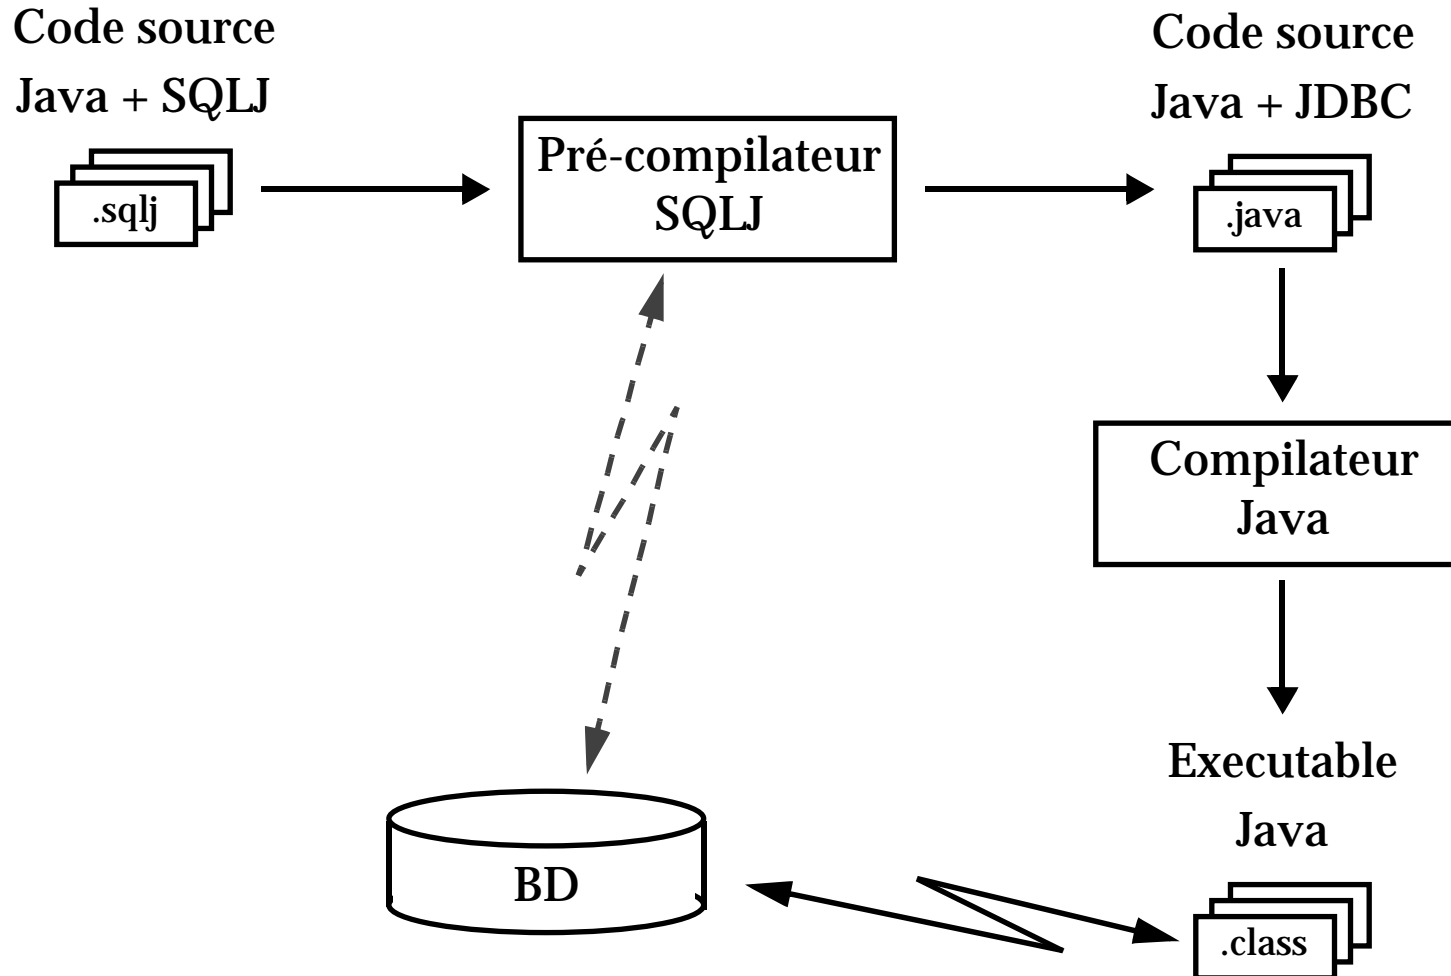 Code source
Java + SQLJ
.sqlj
Pré-compilateur
SQLJ
Code source
Java + JDBC
.java
Compilateur
Java
Executable
Java
.class
BD